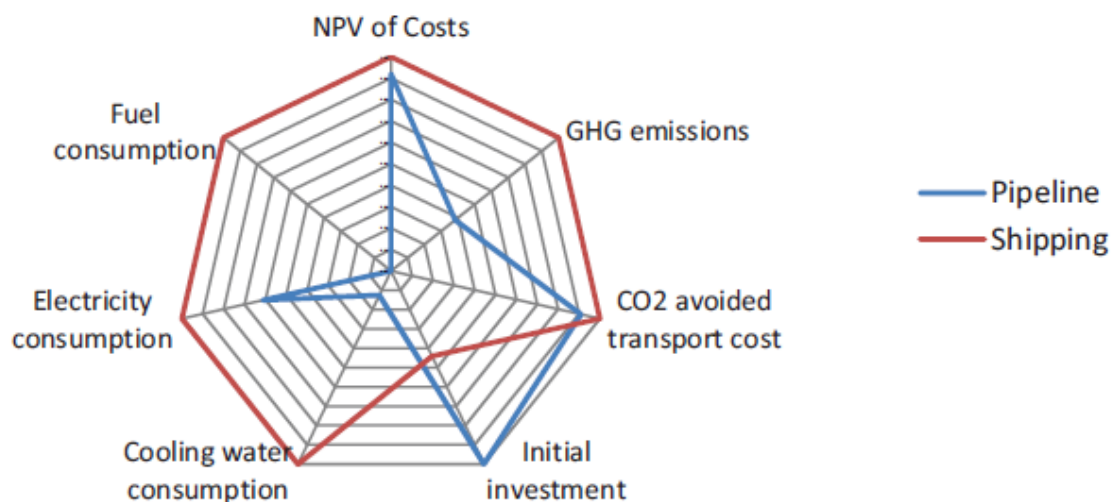 NPV of Costs
Fuel
consumption
GHG emissions
Pipeline
Shipping
Electricity
consumption
CO2 avoided
transport cost
Cooling water
consumption
Initial
investment